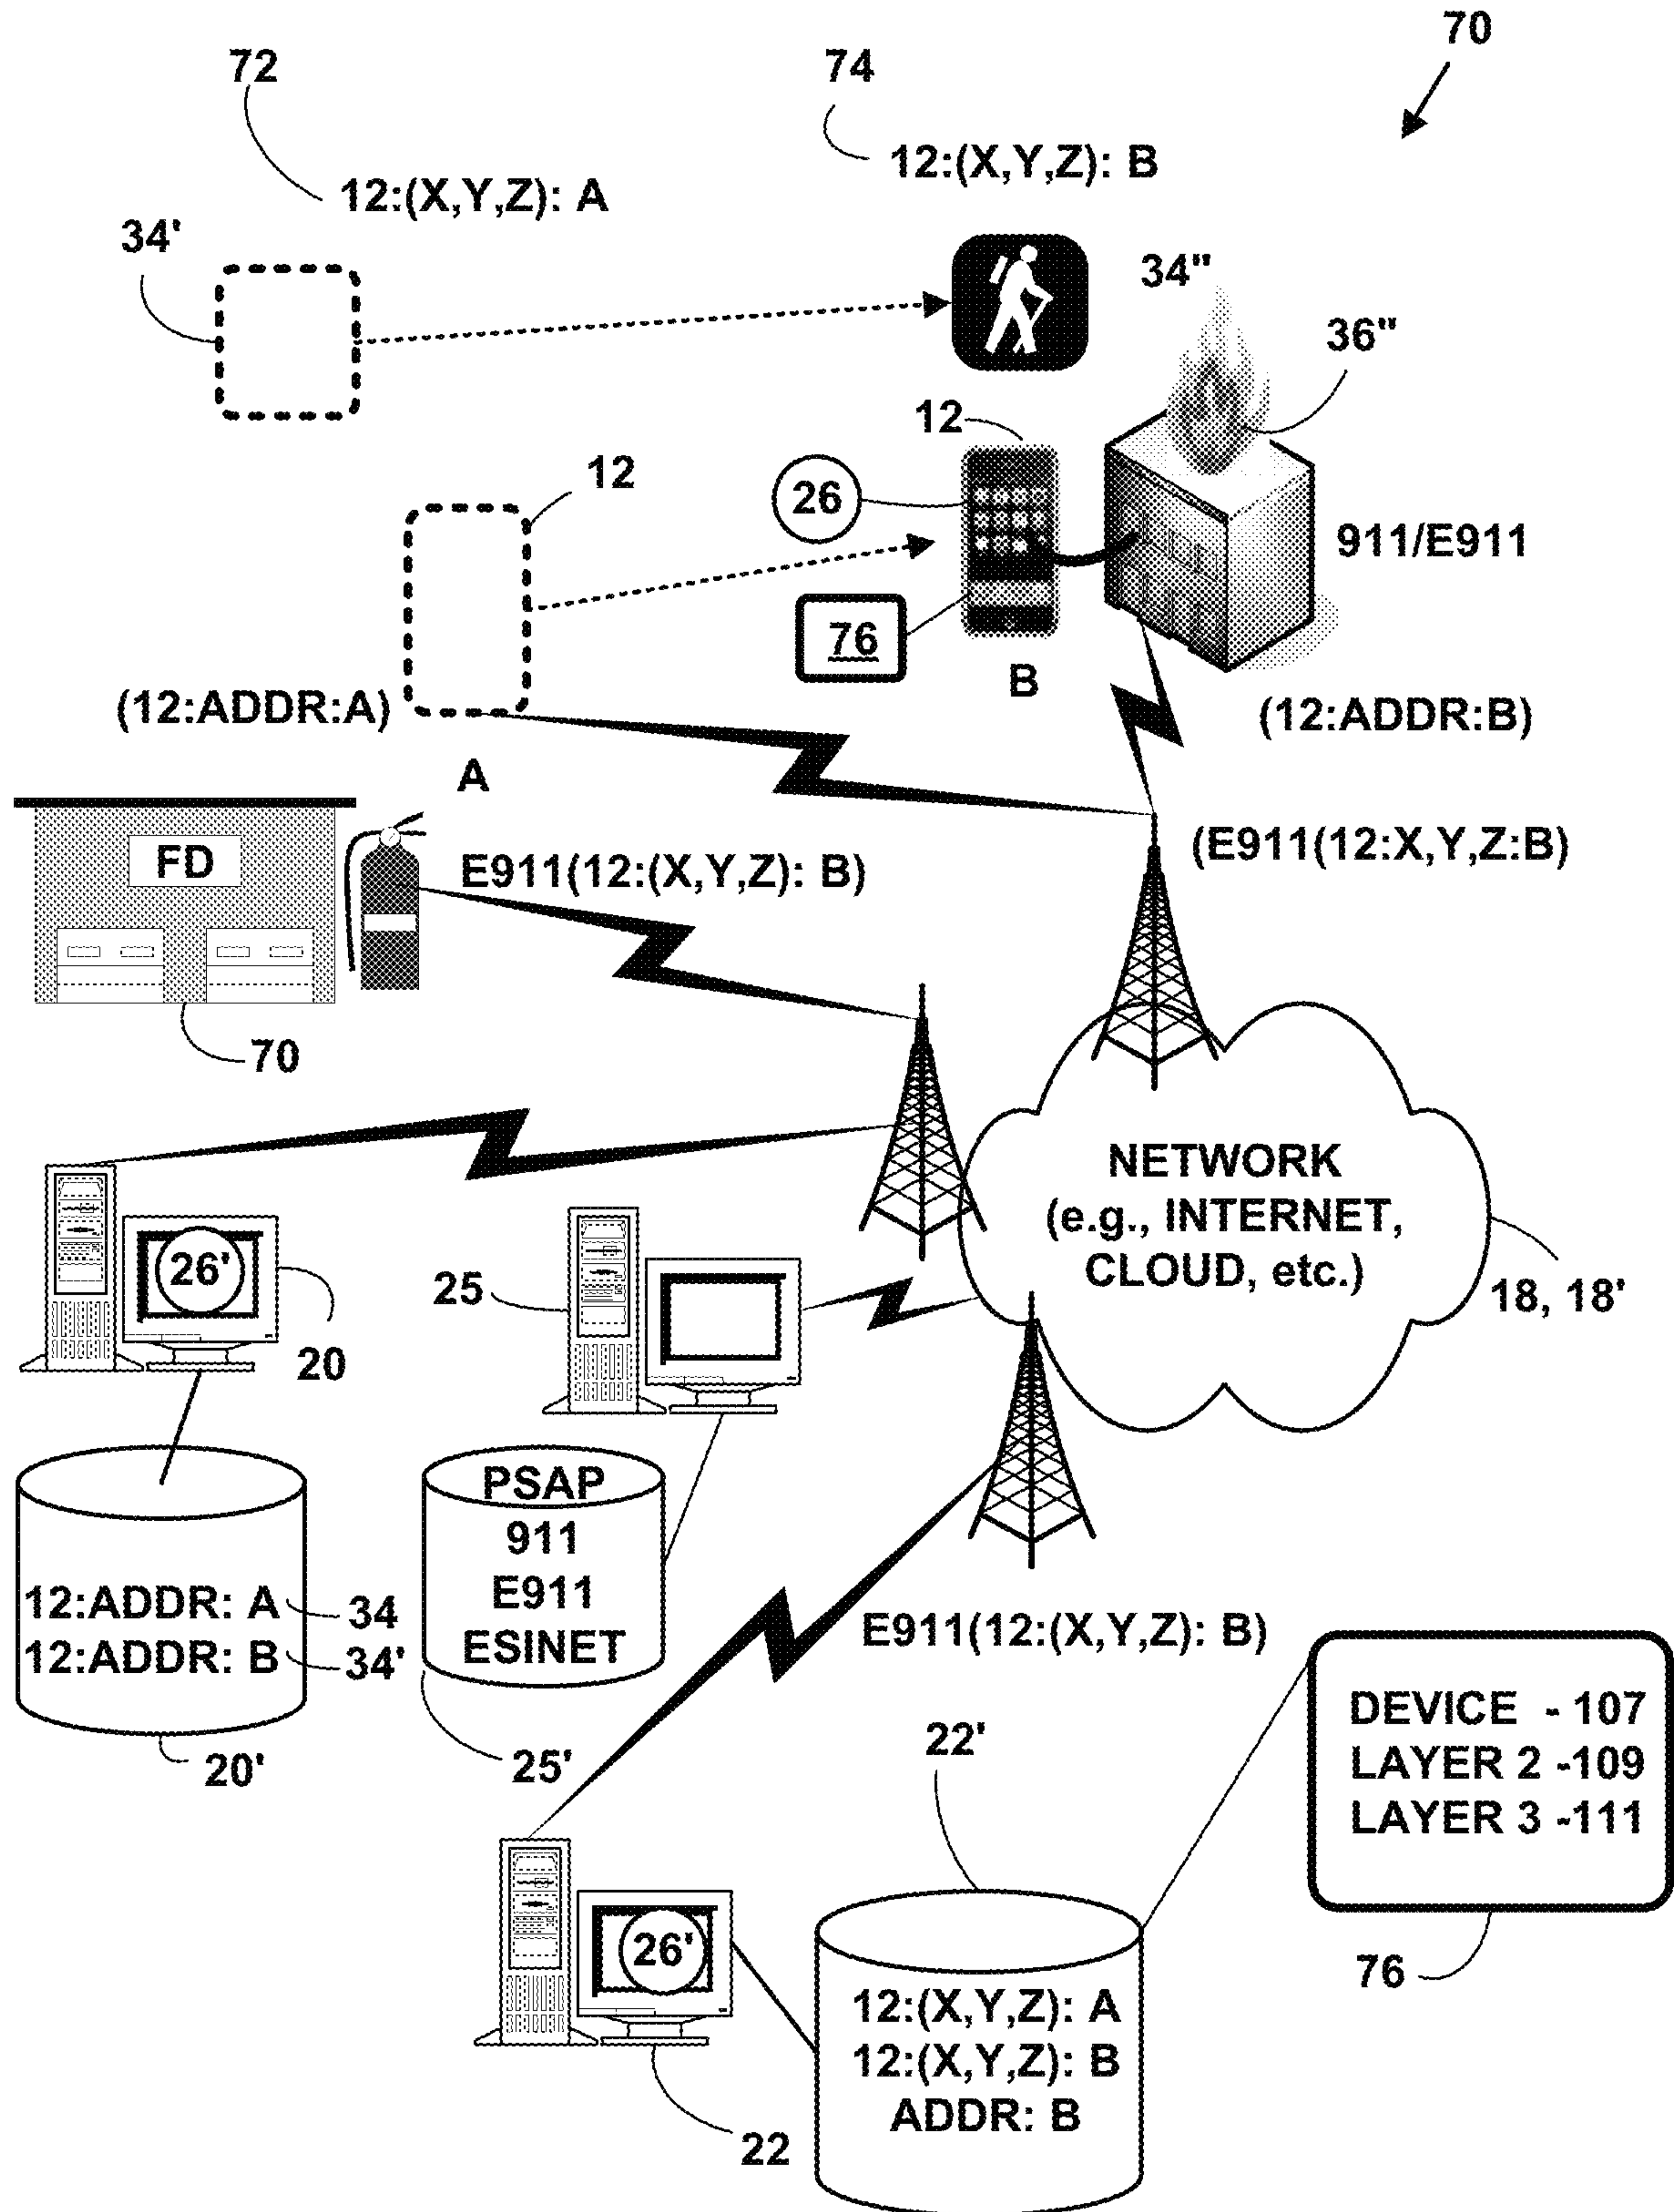 70
72
74
12:(X,Y,Z): B
12:(X,Y,Z): A
34'
34"
36"
12
12
26
911/E911
76
B
(12:ADDR:A)
(12:ADDR:B)
A
FD
E911(12:(X,Y,Z): B)
(E911(12:X,Y,Z:B)
70
NETWORK
(e.g., INTERNET,
CLOUD, etc.)
26'
25
18, 18'
20
PSAP
911
E911
ESINET
12:ADDR: A
34
12:ADDR: B
34'
E911(12:(X,Y,Z): B)
DEVICE - 107
LAYER 2 -109
LAYER 3 -111
20'
25'
22'
26'
76
12:(X,Y,Z): A
12:(X,Y,Z): B
ADDR: B
22